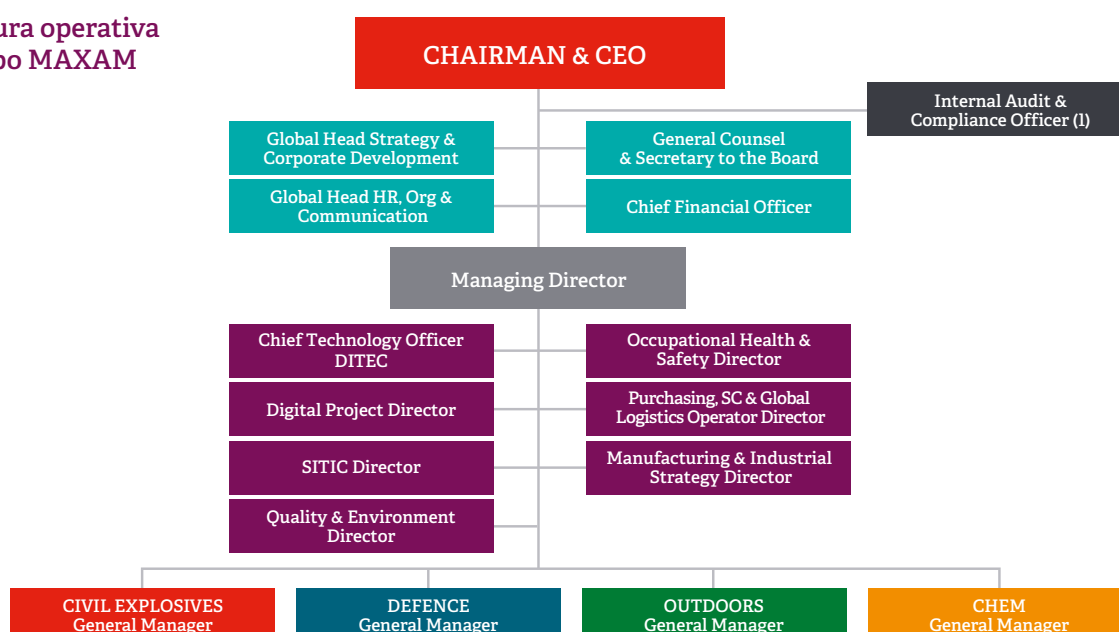 CHAIRMAN & CEO
Internal Audit &
Compliance Officer (1)
Global Head Strategy &
Corporate Development
General Counsel
& Secretary to the Board
Global Head HR, Org &
Communication
Chief Financial Officer
Managing Director
Chief Technology Officer
DITEC
Occupational Health &
Safety Director
Digital Project Director
Purchasing, SC & Global
Logistics Operator Director
SITIC Director
Manufacturing & Industrial
Strategy Director
Quality & Environment
Director
CIVIL EXPLOSIVES
General Manager
DEFENCE
General Manager
OUTDOORS
General Manager
CHEM
General Manager
operativa
MAXAM